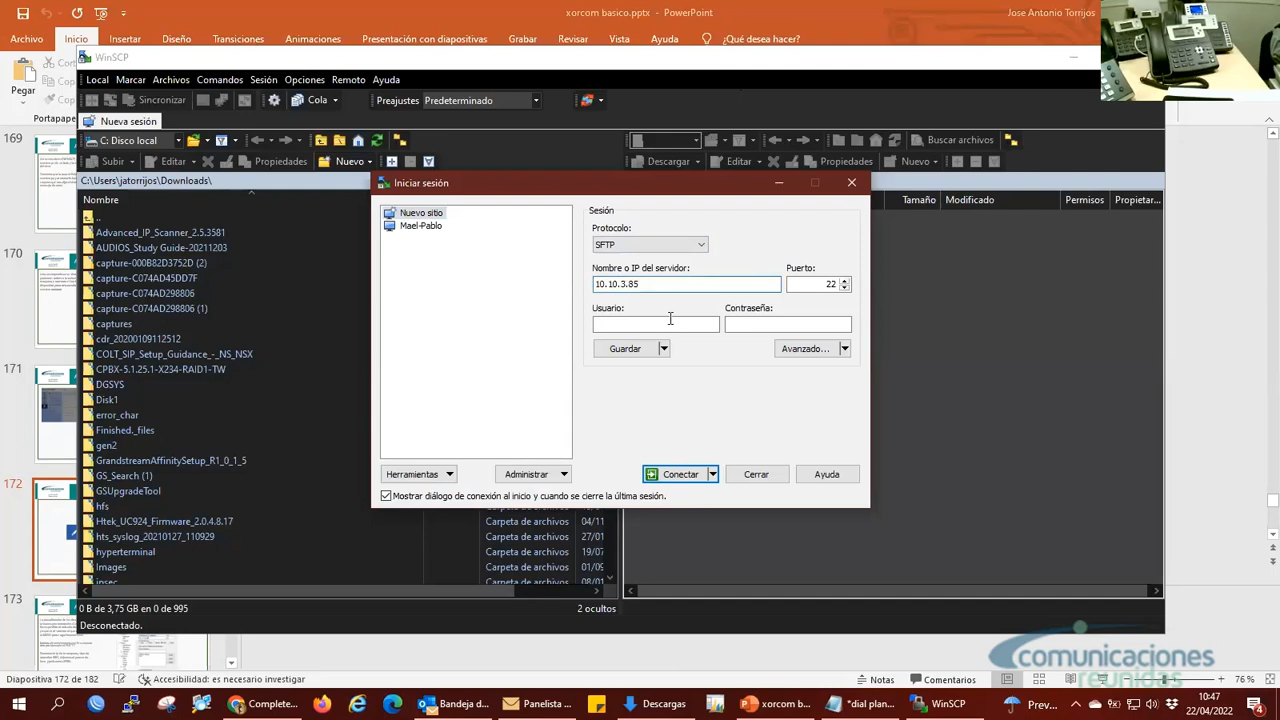 xorcom basico.pptx - PowerPoint
Jose Antonio Torrijos
Archivo Inicio Insertar Diseño Transiciones Animaciones Presentación con diapositivas Grabar Revisar Vista Ayuda ¿Qué desea hacer?
WinSCP
Pegar
Portapape
Local Marcar Archivos Comandos Sesión Opciones Remoto Ayuda
Sincronizar Cola Preajustes Predeterminado
Nueva sesión
C: Disco local Buscar archivos
Subir Editar Propiedades Nuevo Descargar Editar Propiedades Nuevo
C:\Users\jatorrijos\Downloads\
Nombre Tamaño Modificado Permisos Propietar...
..
Advanced_IP_Scanner_2.5.3581
AUDIOS_Study Guide-20211203
capture-000B82D3752D (2)
capture-C074AD45DD7F
capture-C074AD298806
capture-C074AD298806 (1)
captures
cdr_20200109112512
COLT_SIP_Setup_Guidance_-_NS_NSX
CPBX-5.1.25.1-X234-RAID1-TW
DGSYS
Disk1
error_char
Finished._files
gen2
GrandstreamAffinitySetup_R1_0_1_5
GS_Search (1)
GSUpgradeTool
hfs
Htek_UC924_Firmware_2.0.4.8.17
hts_syslog_20210127_110929
hyperterminal
Images
insec
Carpeta de archivos 04/11
Carpeta de archivos 27/01
Carpeta de archivos 19/07
Carpeta de archivos 01/09
Carpeta de archivos 08/01
Iniciar sesión
Nuevo sitio
Mael-Pablo
Sesión
Protocolo:
SFTP
Nombre o IP del servidor: Puerto:
10.10.3.85 22
Usuario: Contraseña:
Guardar Avanzado...
Herramientas Administrar Conectar Cerrar Ayuda
Mostrar diálogo de conexión al inicio y cuando se cierre la última sesión.
0 B de 3,75 GB en 0 de 995 2 ocultos
Desconectado.
169
170
171
172
173
comunicaciones
reunidas
Diapositiva 172 de 182 Accesibilidad: es necesario investigar Notas Comentarios 76 %
Complete... Bandeja d... Panelista ... Descargas xorcom b... *dial plan... WinSCP Prev...
10:47
22/04/2022